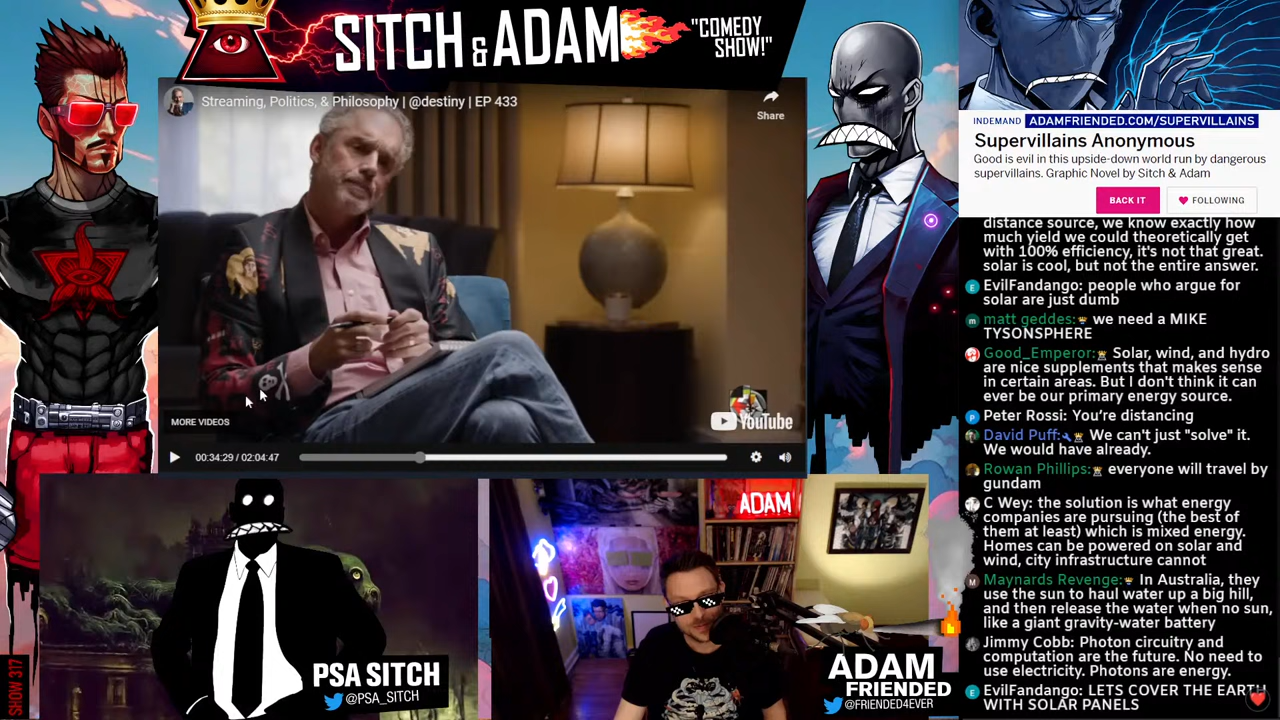 SITCH & ADAM
"COMEDY
SHOW!"
Streaming, Politics, & Philosophy | @destiny | EP 433
Share
MORE VIDEOS
YouTube
00:34:29 / 02:04:47
INDEMAND ADAMFRIENDED.COM/SUPERVILLAINS
Supervillains Anonymous
Good is evil in this upside-down world run by dangerous
supervillains. Graphic Novel by Sitch & Adam
BACK IT
FOLLOWING
distance source, we know exactly how
much yield we could theoretically get
with 100% efficiency, it's not that great.
solar is cool, but not the entire answer.
EvilFandango: people who argue for
solar are just dumb
matt geddes: we need a MIKE
TYSONSPHERE
Good_Emperor: Solar, wind, and hydro
are nice supplements that makes sense
in certain areas. But I don't think it can
ever be our primary energy source.
Peter Rossi: You're distancing
David Puff: We can't just "solve" it.
We would have already.
Rowan Phillips: everyone will travel by
gundam
C Wey: the solution is what energy
companies are pursuing (the best of
them at least) which is mixed energy.
Homes can be powered on solar and
wind, city infrastructure cannot
Maynards Revenge: In Australia, they
use the sun to haul water up a big hill,
and then release the water when no sun,
like a giant gravity-water battery
Jimmy Cobb: Photon circuitry and
computation are the future. No need to
use electricity. Photons are energy.
EvilFandango: LETS COVER THE EARTH
WITH SOLAR PANELS
SHOW 317
PSA SITCH
@PSA_SITCH
ADAM
ADAM
FRIENDED
@FRIENDED4EVER